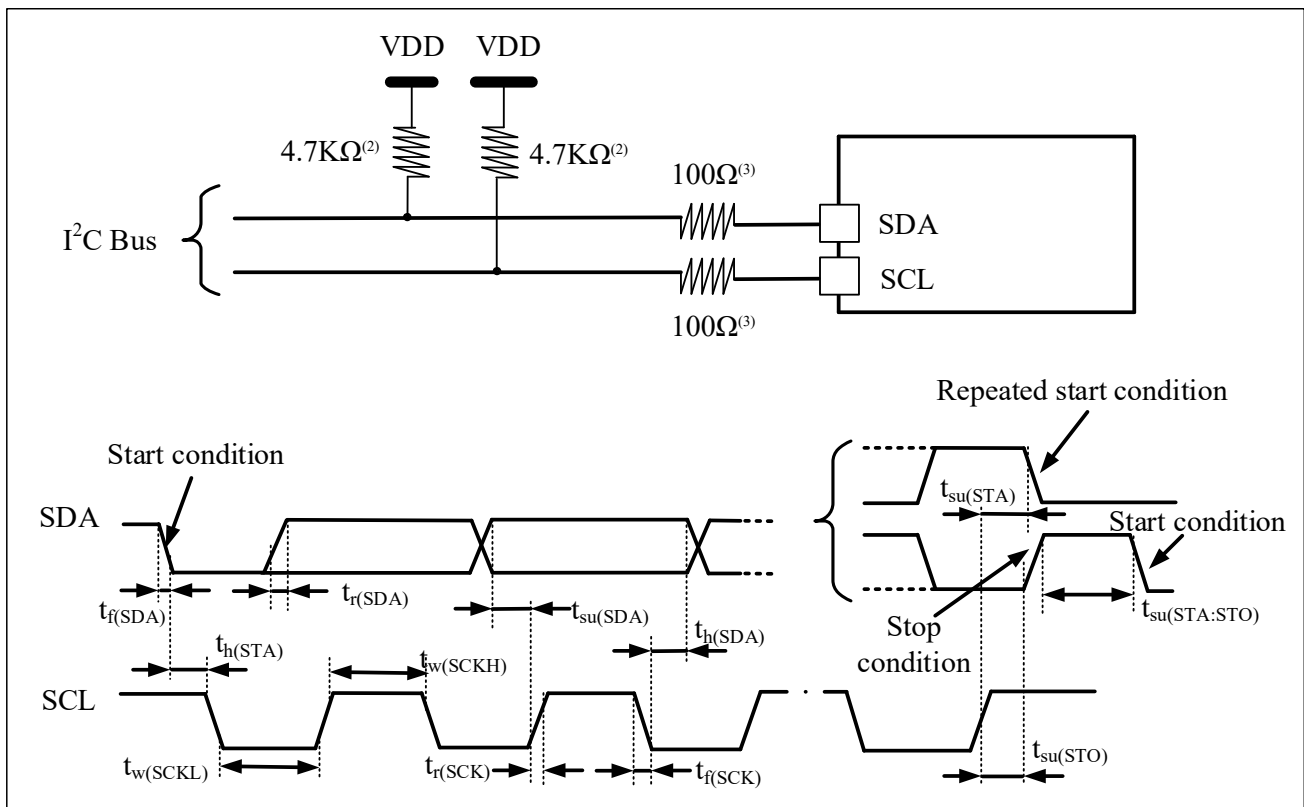 VDD VDD
4.7KΩ(2) 4.7KΩ(2)
100Ω(3)
I2C Bus
SDA
SCL
100Ω(3)
Repeated start condition
Start condition
tsu(STA)
SDA
Start condition
tf(SDA)
tr(SDA)
tsu(SDA)
th(SDA)
Stop
condition
tsu(STA:STO)
th(STA)
tw(SCKH)
SCL
tw(SCKL)
tr(SCK)
tf(SCK)
tsu(STO)